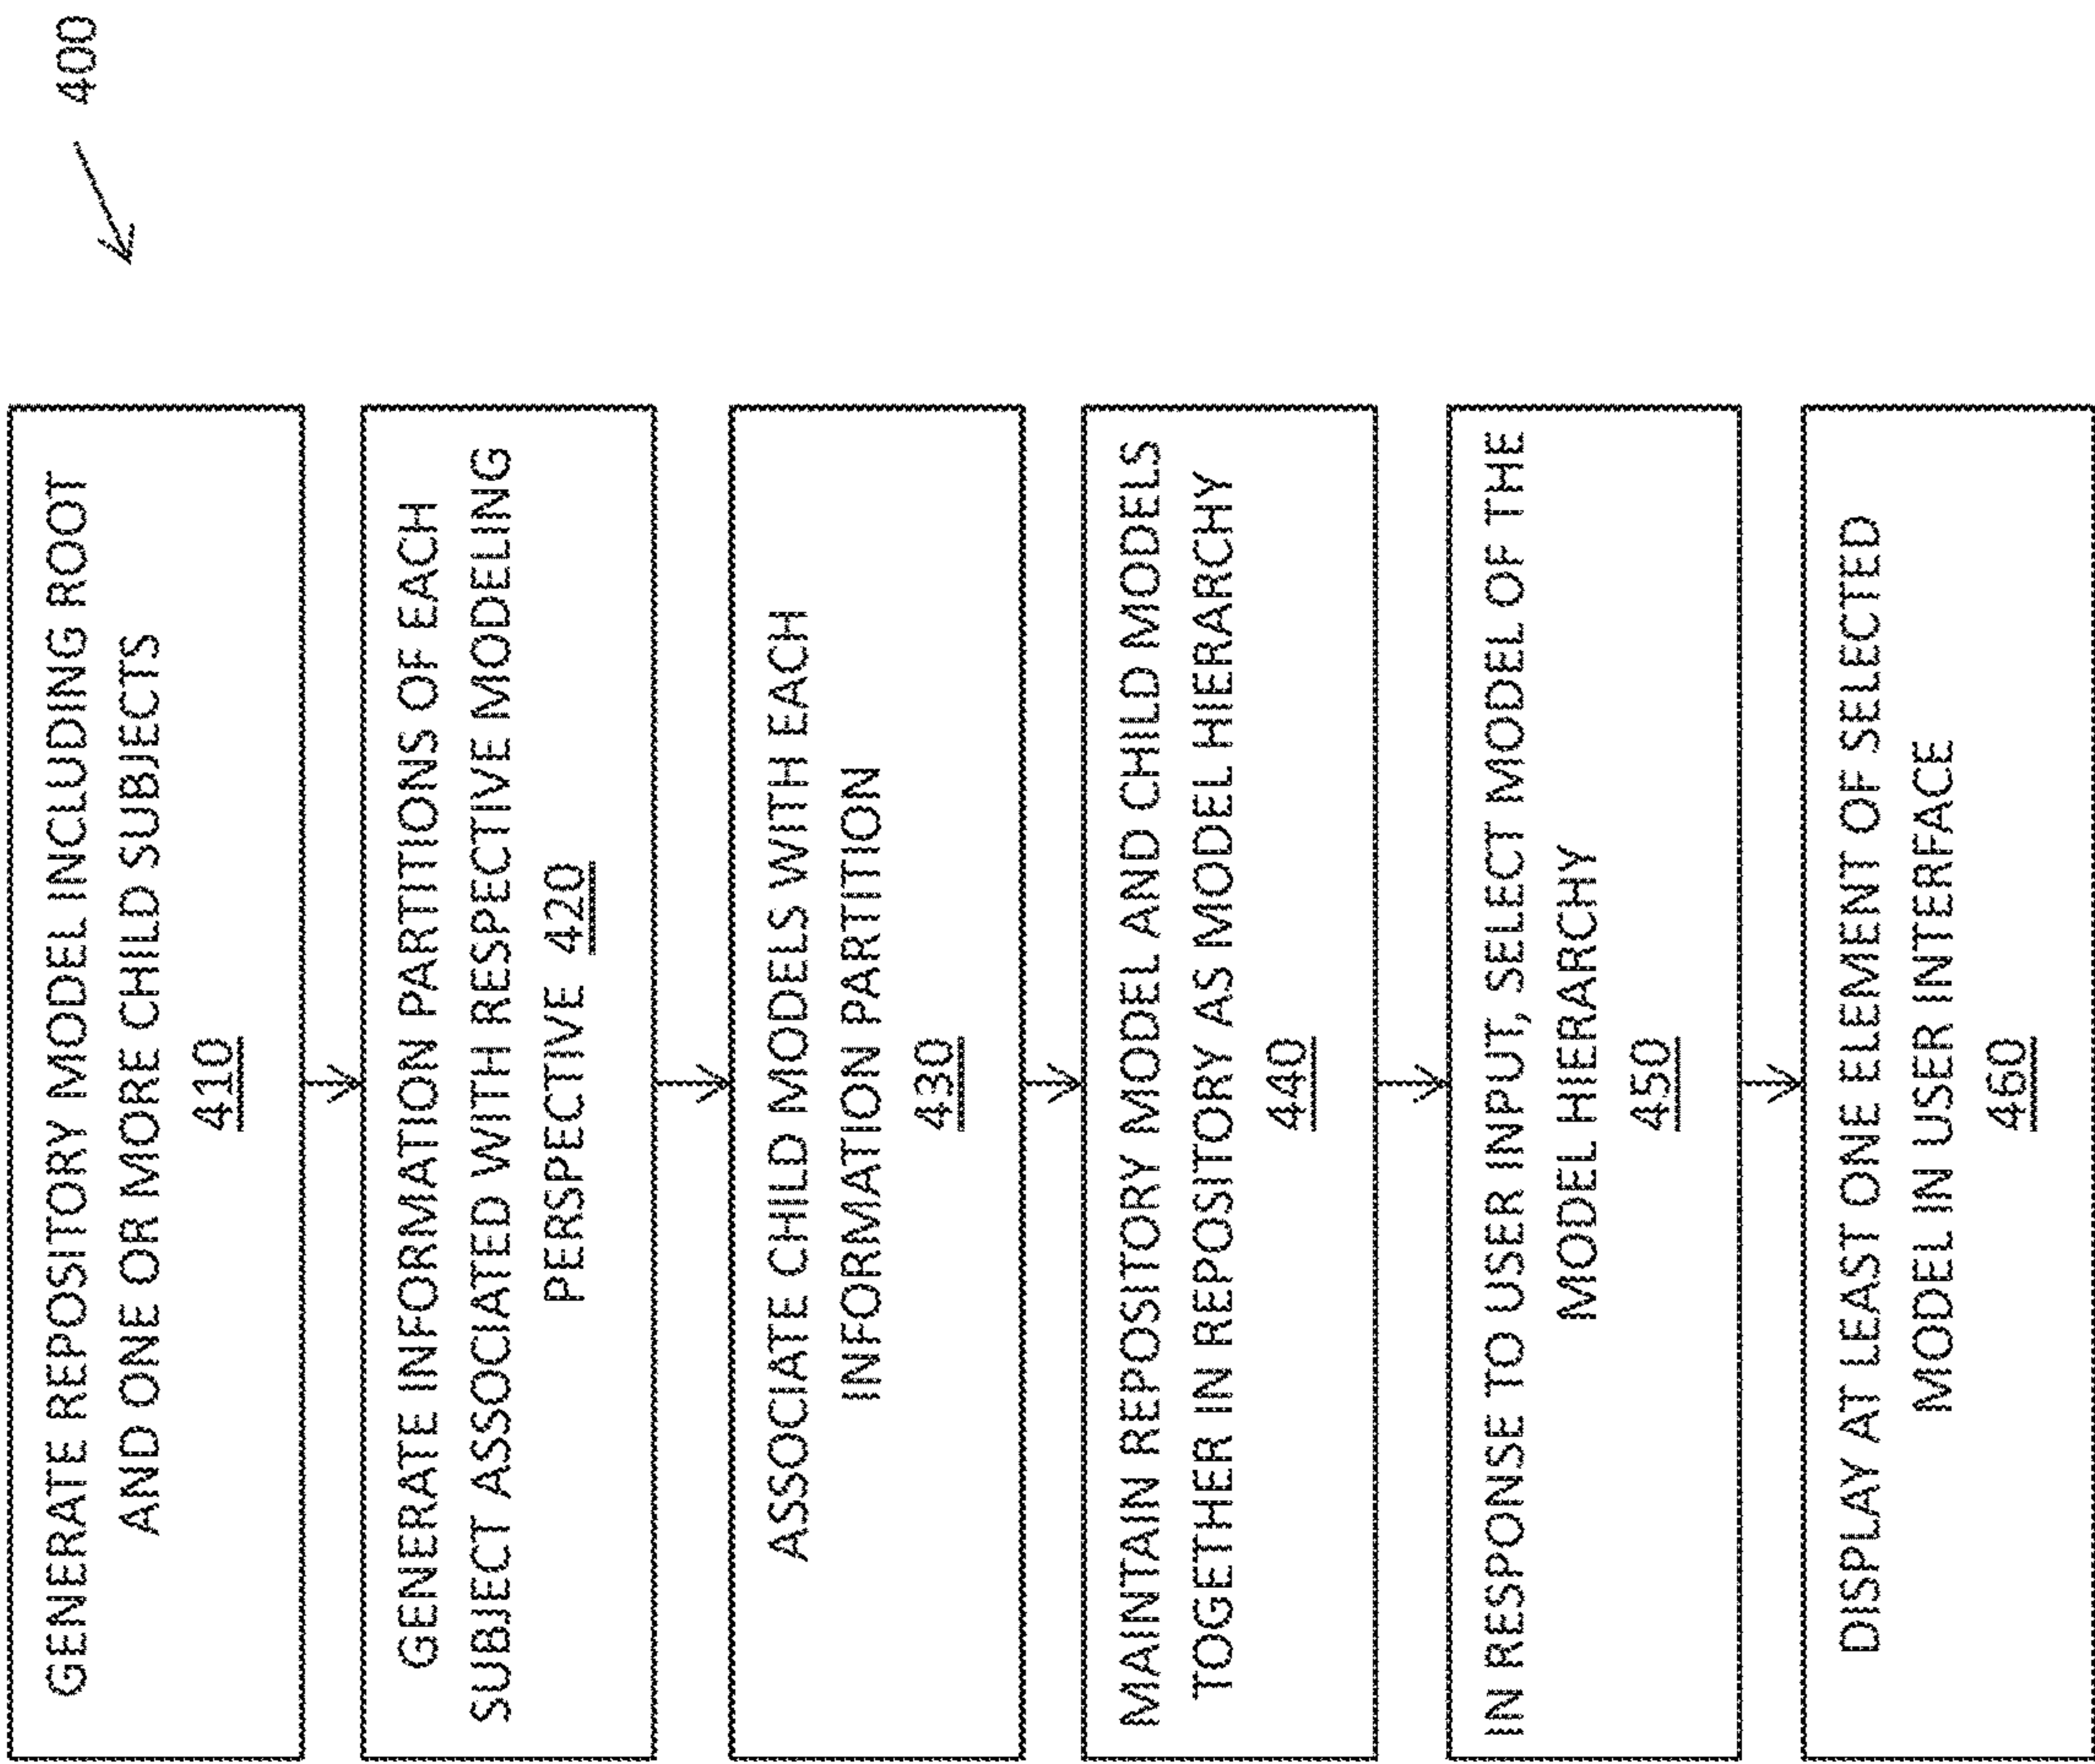 400
GENERATE REPOSITORY MODEL INCLUDING ROOT
AND ONE OR MORE CHILD SUBJECTS
410
GENERATE INFORMATION PARTITIONS OF EACH
SUBJECT ASSOCIATED WITH RESPECTIVE MODELING
PERSPECTIVE 420
ASSOCIATE CHILD MODELS WITH EACH
INFORMATION PARTITION
430
MAINTAIN REPOSITORY MODEL AND CHILD MODELS
TOGETHER IN REPOSITORY AS MODEL HIERARCHY
440
IN RESPONSE TO USER INPUT, SELECT MODEL OF THE
MODEL HIERARCHY
450
DISPLAY AT LEAST ONE ELEMENT OF SELECTED
MODEL IN USER INTERFACE
460